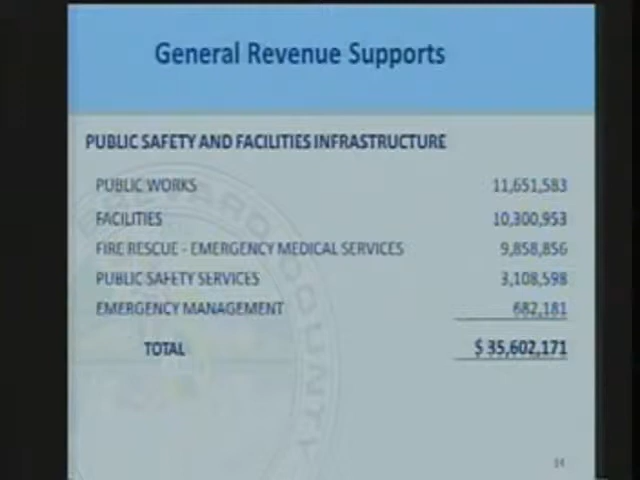 General Revenue Supports
PUBLIC SAFETY AND FACILITIES INFRASTRUCTURE
PUBLIC WORKS 11,651,583
FACILITIES 10,300,953
FIRE RESCUE - EMERGENCY MEDICAL SERVICES 9,858,856
PUBLIC SAFETY SERVICES 3,108,598
EMERGENCY MANAGEMENT 682,181
TOTAL $ 35,602,171
BREVARD COUNTY